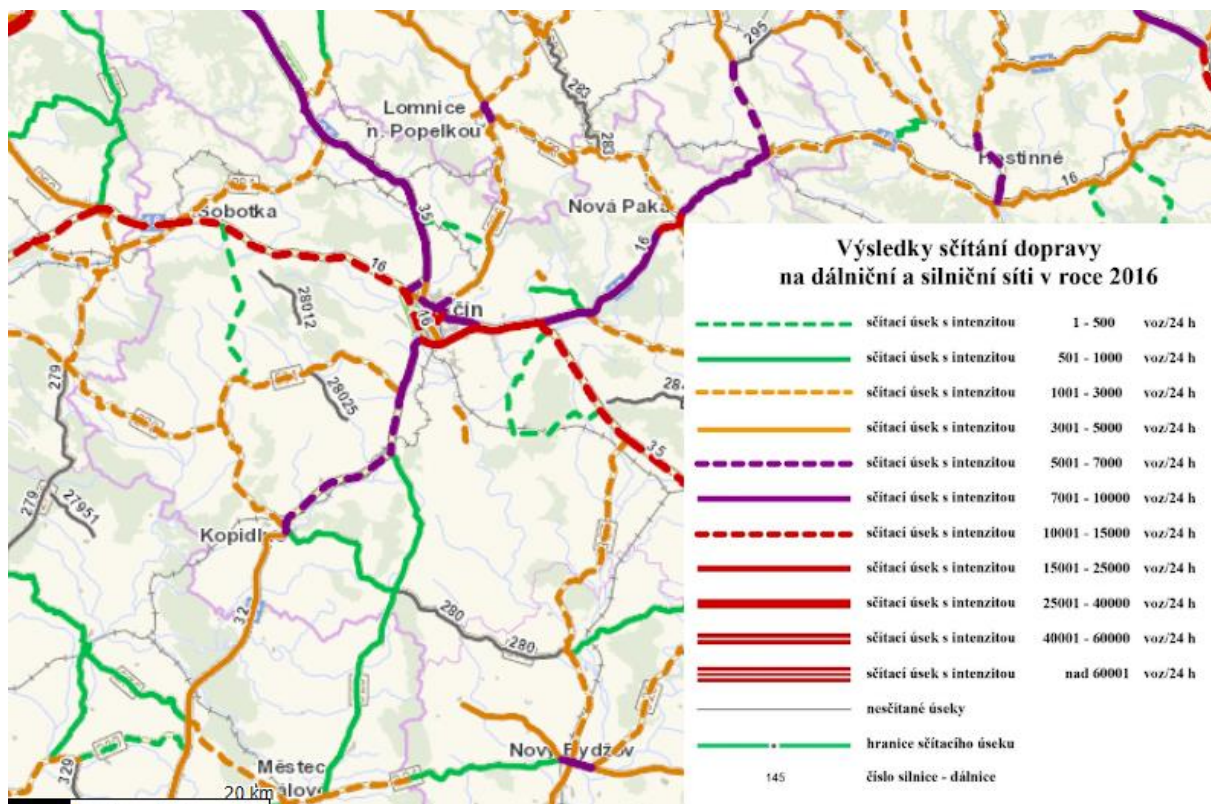 295
283
Lomnice
n. Popelkou
283
Hostinné
16
Sobotka
35
Nová Paka
16
16
28012
16
279
28025
35
279
27951
Kopidlno
32
280
280
Nový Bydžov
329
Městec
20 km
Výsledky sčítání dopravy
na dálniční a silniční síti v roce 2016
sčítací úsek s intenzitou 1 - 500 voz/24 h
sčítací úsek s intenzitou 501 - 1000 voz/24 h
sčítací úsek s intenzitou 1001 - 3000 voz/24 h
sčítací úsek s intenzitou 3001 - 5000 voz/24 h
sčítací úsek s intenzitou 5001 - 7000 voz/24 h
sčítací úsek s intenzitou 7001 - 10000 voz/24 h
sčítací úsek s intenzitou 10001 - 15000 voz/24 h
sčítací úsek s intenzitou 15001 - 25000 voz/24 h
sčítací úsek s intenzitou 25001 - 40000 voz/24 h
sčítací úsek s intenzitou 40001 - 60000 voz/24 h
sčítací úsek s intenzitou nad 60001 voz/24 h
nesčítané úseky
hranice sčítacího úseku
145 číslo silnice - dálnice